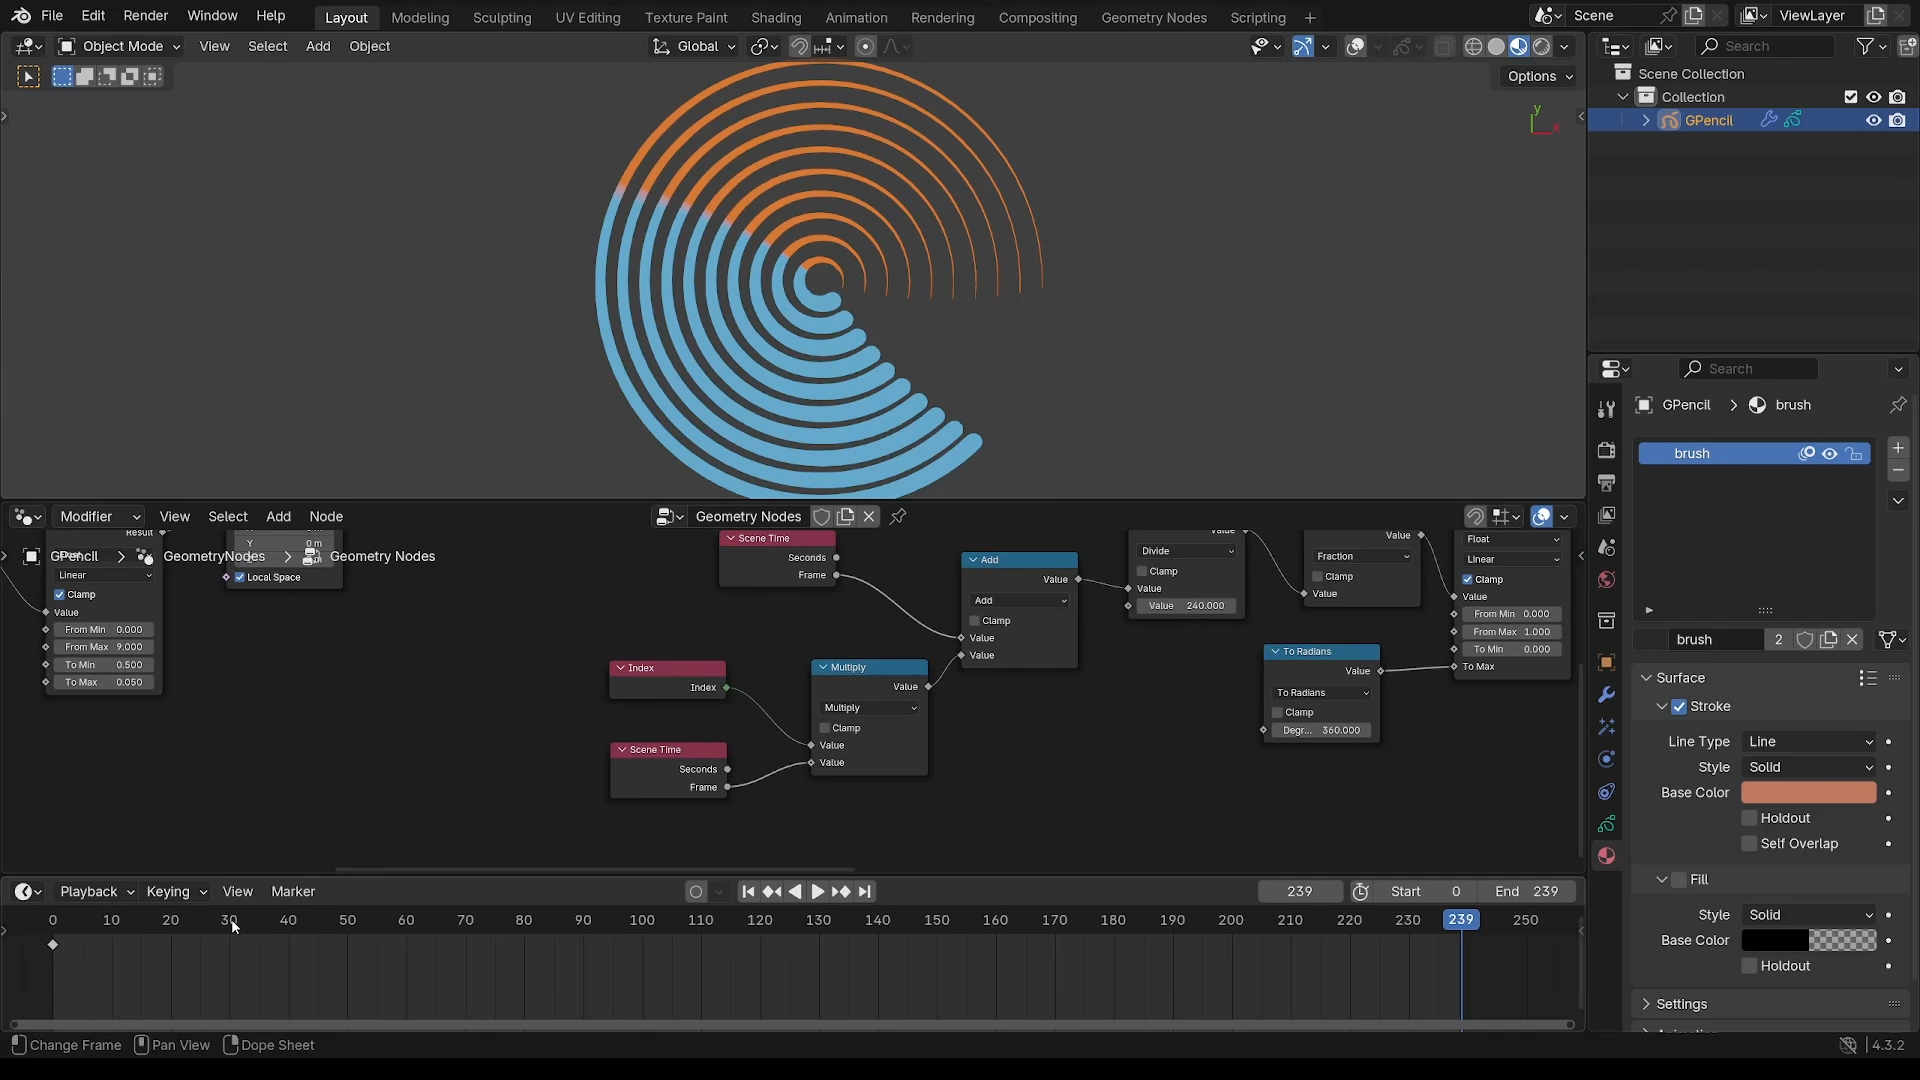 File Edit Render Window Help Layout Modeling Sculpting UV Editing Texture Paint Shading Animation Rendering Compositing Geometry Nodes Scripting + Scene ViewLayer
Object Mode View Select Add Object Global Search
Options
Scene Collection
Collection
GPencil
y
x
Search
GPencil > brush
brush
brush 2
Surface
Stroke
Line Type Line
Style Solid
Base Color
Holdout
Self Overlap
Fill
Style Solid
Base Color
Holdout
Settings
Modifier View Select Add Node Geometry Nodes
GPencil > GeometryNodes > Geometry Nodes
Result
Linear
Clamp
Value
From Min 0.000
From Max 9.000
To Min 0.500
To Max 0.050
Y 0 m
Local Space
Scene Time
Seconds
Frame
Index
Index
Scene Time
Seconds
Frame
Multiply
Value
Multiply
Clamp
Value
Value
Add
Value
Add
Clamp
Value
Value
Value
Divide
Clamp
Value
Value 240.000
Value
Fraction
Clamp
Value
To Radians
Value
To Radians
Clamp
Degr... 360.000
Float
Linear
Clamp
Value
From Min 0.000
From Max 1.000
To Min 0.000
To Max
Playback Keying View Marker 239 Start 0 End 239
0 10 20 30 40 50 60 70 80 90 100 110 120 130 140 150 160 170 180 190 200 210 220 230 239 250
Change Frame Pan View Dope Sheet 4.3.2